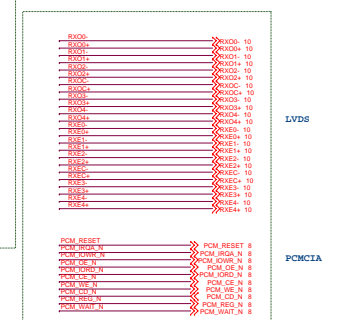 RXO0- RXO0- 10
RXO0+ RXO0+ 10
RXO1- RXO1- 10
RXO1+ RXO1+ 10
RXO2- RXO2- 10
RXO2+ RXO2+ 10
RXOC- RXOC- 10
RXOC+ RXOC+ 10
RXO3- RXO3- 10
RXO3+ RXO3+ 10
RXO4- RXO4- 10
RXO4+ RXO4+ 10
RXE0- RXE0- 10
RXE0+ RXE0+ 10
RXE1- RXE1- 10
RXE1+ RXE1+ 10
RXE2- RXE2- 10
RXE2+ RXE2+ 10
RXEC- RXEC- 10
RXEC+ RXEC+ 10
RXE3- RXE3- 10
RXE3+ RXE3+ 10
RXE4- RXE4- 10
RXE4+ RXE4+ 10
LVDS
PCM_RESET PCM_RESET 8
PCM_IRQA_N PCM_IRQA_N 8
PCM_IOWR_N PCM_IOWR_N 8
PCM_OE_N PCM_OE_N 8
PCM_IORD_N PCM_IORD_N 8
PCM_CE_N PCM_CE_N 8
PCM_WE_N PCM_WE_N 8
PCM_CD_N PCM_CD_N 8
PCM_REG_N PCM_REG_N 8
PCM_WAIT_N PCM_WAIT_N 8
PCMCIA